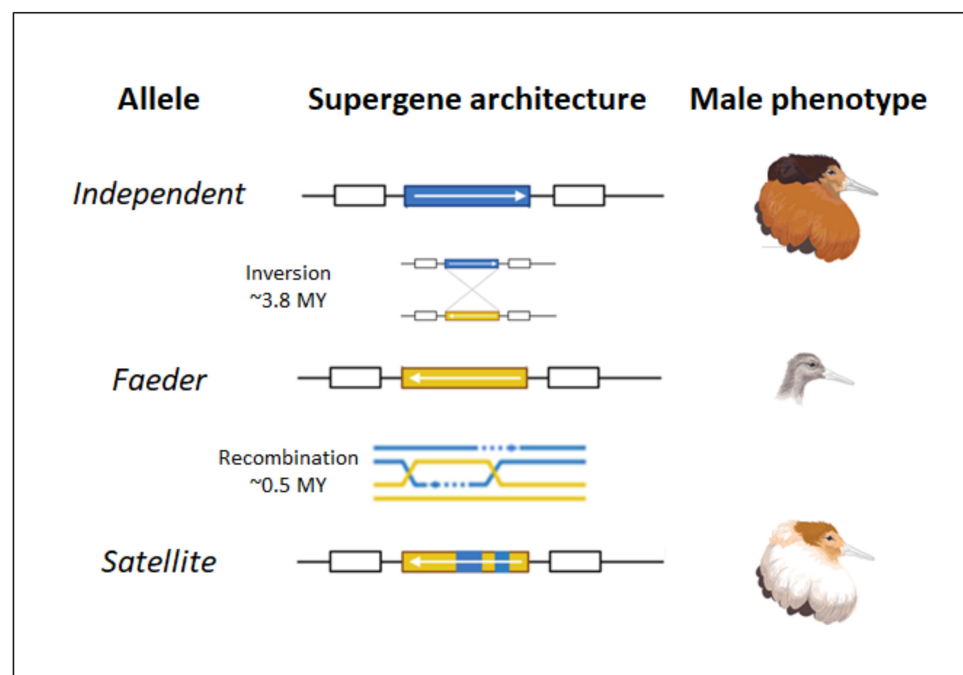 Allele Supergene architecture Male phenotype
Independent
Inversion
~3.8 MY
Faeder
Recombination
~0.5 MY
Satellite